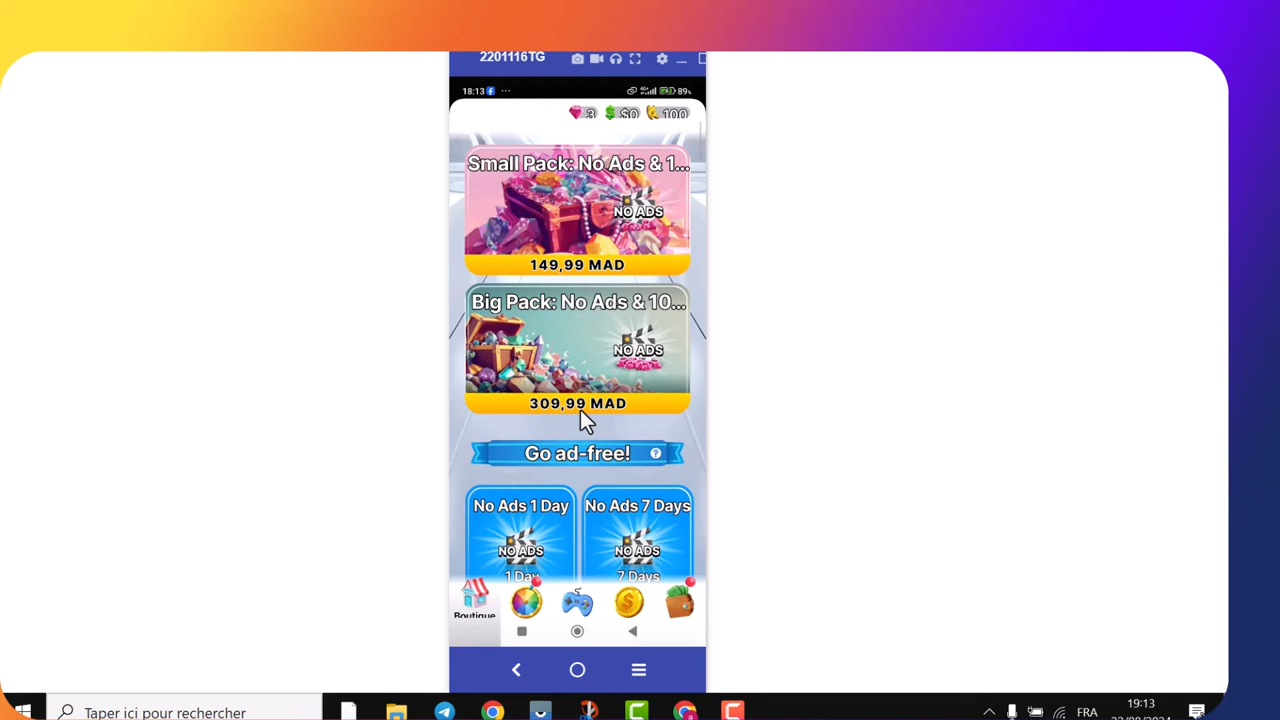 2201116TG
18:13 ... 89%
3 $0 100
Small Pack: No Ads & 1...
NO ADS
149,99 MAD
Big Pack: No Ads & 10...
NO ADS
309,99 MAD
Go ad-free! ?
No Ads 1 Day No Ads 7 Days
NO ADS NO ADS
1 Day 7 Days
Boutique
Taper ici pour rechercher
FRA
19:13